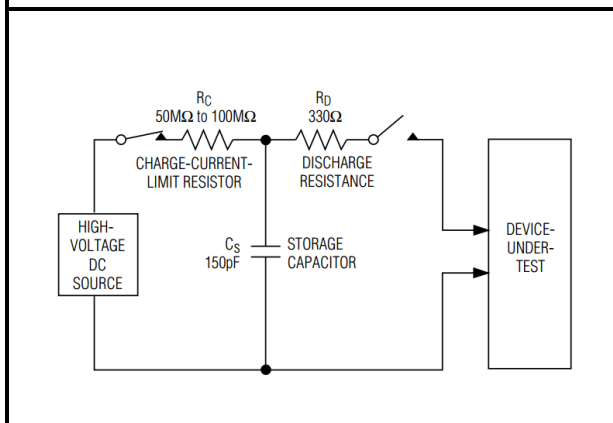 RC
50MΩ to 100MΩ
CHARGE-CURRENT-
LIMIT RESISTOR
RD
330Ω
DISCHARGE
RESISTANCE
HIGH-
VOLTAGE
DC
SOURCE
CS
150pF
STORAGE
CAPACITOR
DEVICE-
UNDER-
TEST